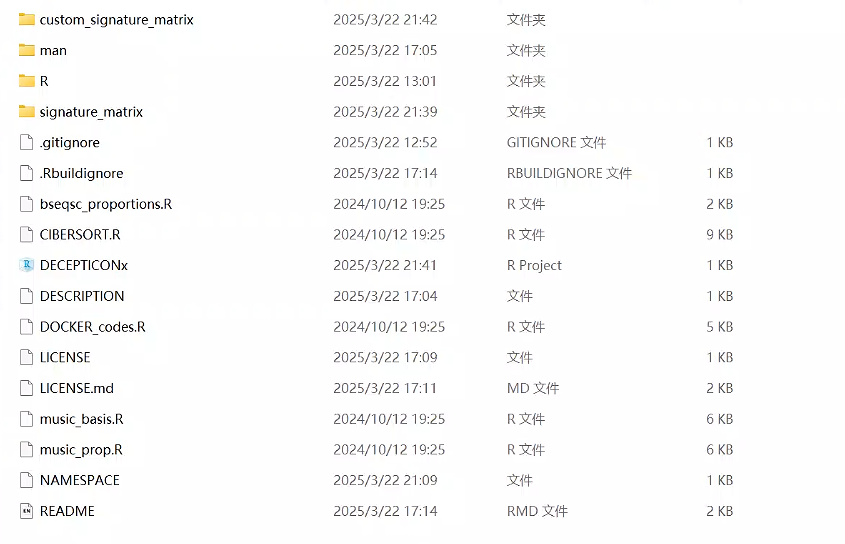 custom_signature_matrix 2025/3/22 21:42 文件夹
man 2025/3/22 17:05 文件夹
R 2025/3/22 13:01 文件夹
signature_matrix 2025/3/22 21:39 文件夹
.gitignore 2025/3/22 12:52 GITIGNORE 文件 1 KB
.Rbuildignore 2025/3/22 17:14 RBUILDIGNORE 文件 1 KB
bseqsc_proportions.R 2024/10/12 19:25 R 文件 2 KB
CIBERSORT.R 2024/10/12 19:25 R 文件 9 KB
DECEPTICONx 2025/3/22 21:41 R Project 1 KB
DESCRIPTION 2025/3/22 17:04 文件 1 KB
DOCKER_codes.R 2024/10/12 19:25 R 文件 5 KB
LICENSE 2025/3/22 17:09 文件 1 KB
LICENSE.md 2025/3/22 17:11 MD 文件 2 KB
music_basis.R 2024/10/12 19:25 R 文件 6 KB
music_prop.R 2024/10/12 19:25 R 文件 6 KB
NAMESPACE 2025/3/22 21:09 文件 1 KB
README 2025/3/22 17:14 RMD 文件 2 KB